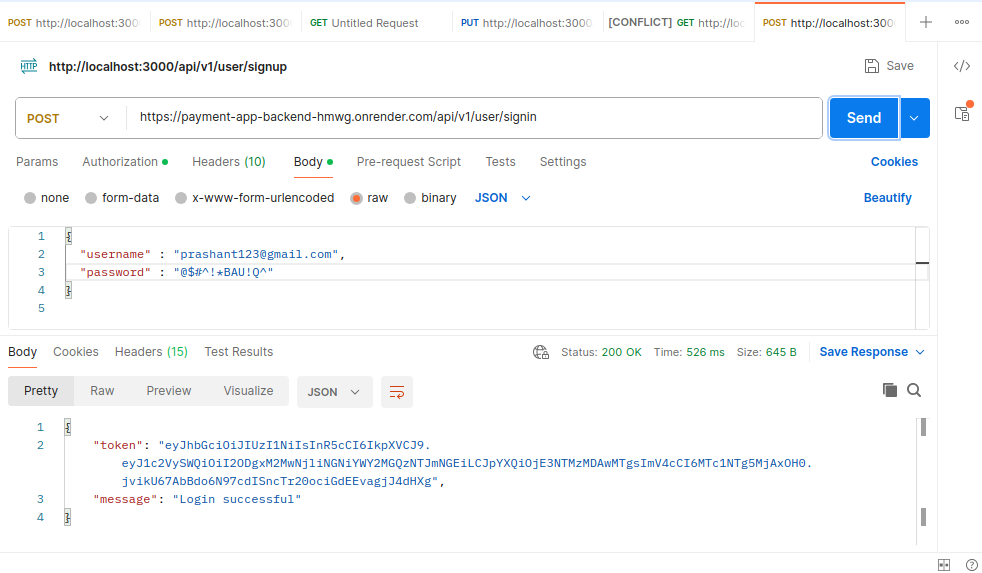 POST http://localhost:300 POST http://localhost:300 GET Untitled Request PUT http://localhost:3000 [CONFLICT] GET http://lo POST http://localhost:300
HTTP http://localhost:3000/api/v1/user/signup Save
POST https://payment-app-backend-hmwg.onrender.com/api/v1/user/signin Send
Params Authorization Headers (10) Body Pre-request Script Tests Settings Cookies
none form-data x-www-form-urlencoded raw binary JSON Beautify
1 {
2 "username" : "prashant123@gmail.com",
3 "password" : "@$#^!*BAU!Q^"
4 }
5
Body Cookies Headers (15) Test Results Status: 200 OK Time: 526 ms Size: 645 B Save Response
Pretty Raw Preview Visualize JSON
1 {
2 "token": "eyJhbGciOiJIUzI1NiIsInR5cCI6IkpXVCJ9.
eyJ1c2VySWQiOiI2ODgxM2MwNjliNGNiYWY2MGQzNTJmNGEiLCJpYXQiOjE3NTMzMDAwMTgsImV4cCI6MTc1NTg5MjAxOH0.
jvikU67AbBdo6N97cdISncTr20ociGdEEvagjJ4dHXg",
3 "message": "Login successful"
4 }